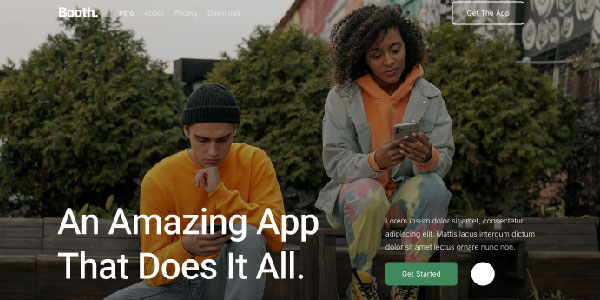 Booth.
Intro About Pricing Download
Get The App
An Amazing App
That Does It All.
Lorem ipsum dolor sit amet, consectetur
adipiscing elit. Mattis lacus interdum dictum
dolor sit amet lectus ornare nunc non.
Get Started